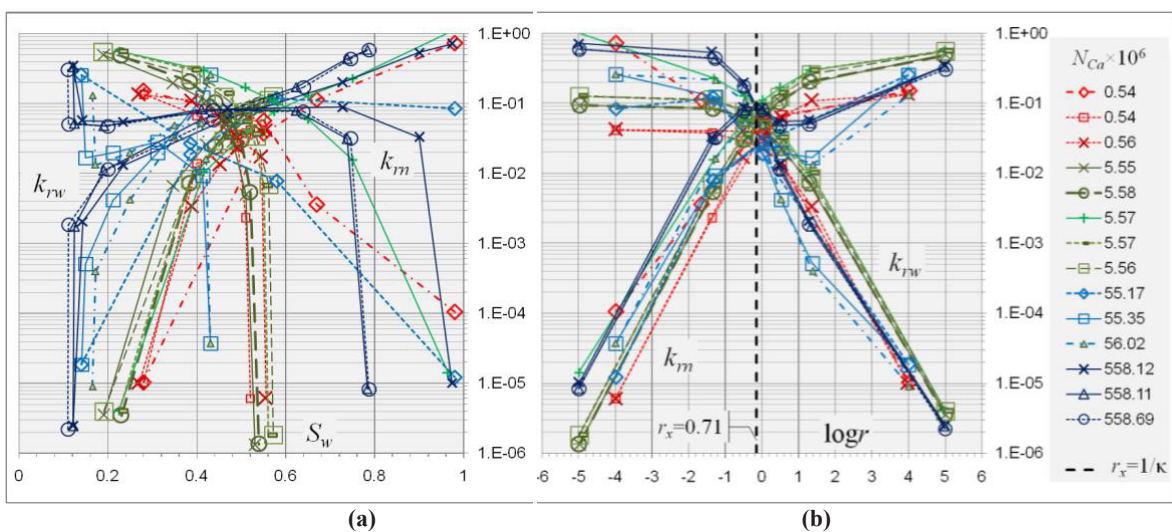 1.E+00
1.E-01
1.E-02
1.E-03
1.E-04
1.E-05
1.E-06
0 0.2 0.4 0.6 0.8 1
k_rw
k_rn
S_w
(a)
1.E+00
1.E-01
1.E-02
1.E-03
1.E-04
1.E-05
1.E-06
-6 -5 -4 -3 -2 -1 0 1 2 3 4 5 6
k_rw
k_rn
r_x=0.71
logr
(b)
N_Ca×10^6
0.54
0.54
0.56
5.55
5.58
5.57
5.57
5.56
55.17
55.35
56.02
558.12
558.11
558.69
r_x=1/κ